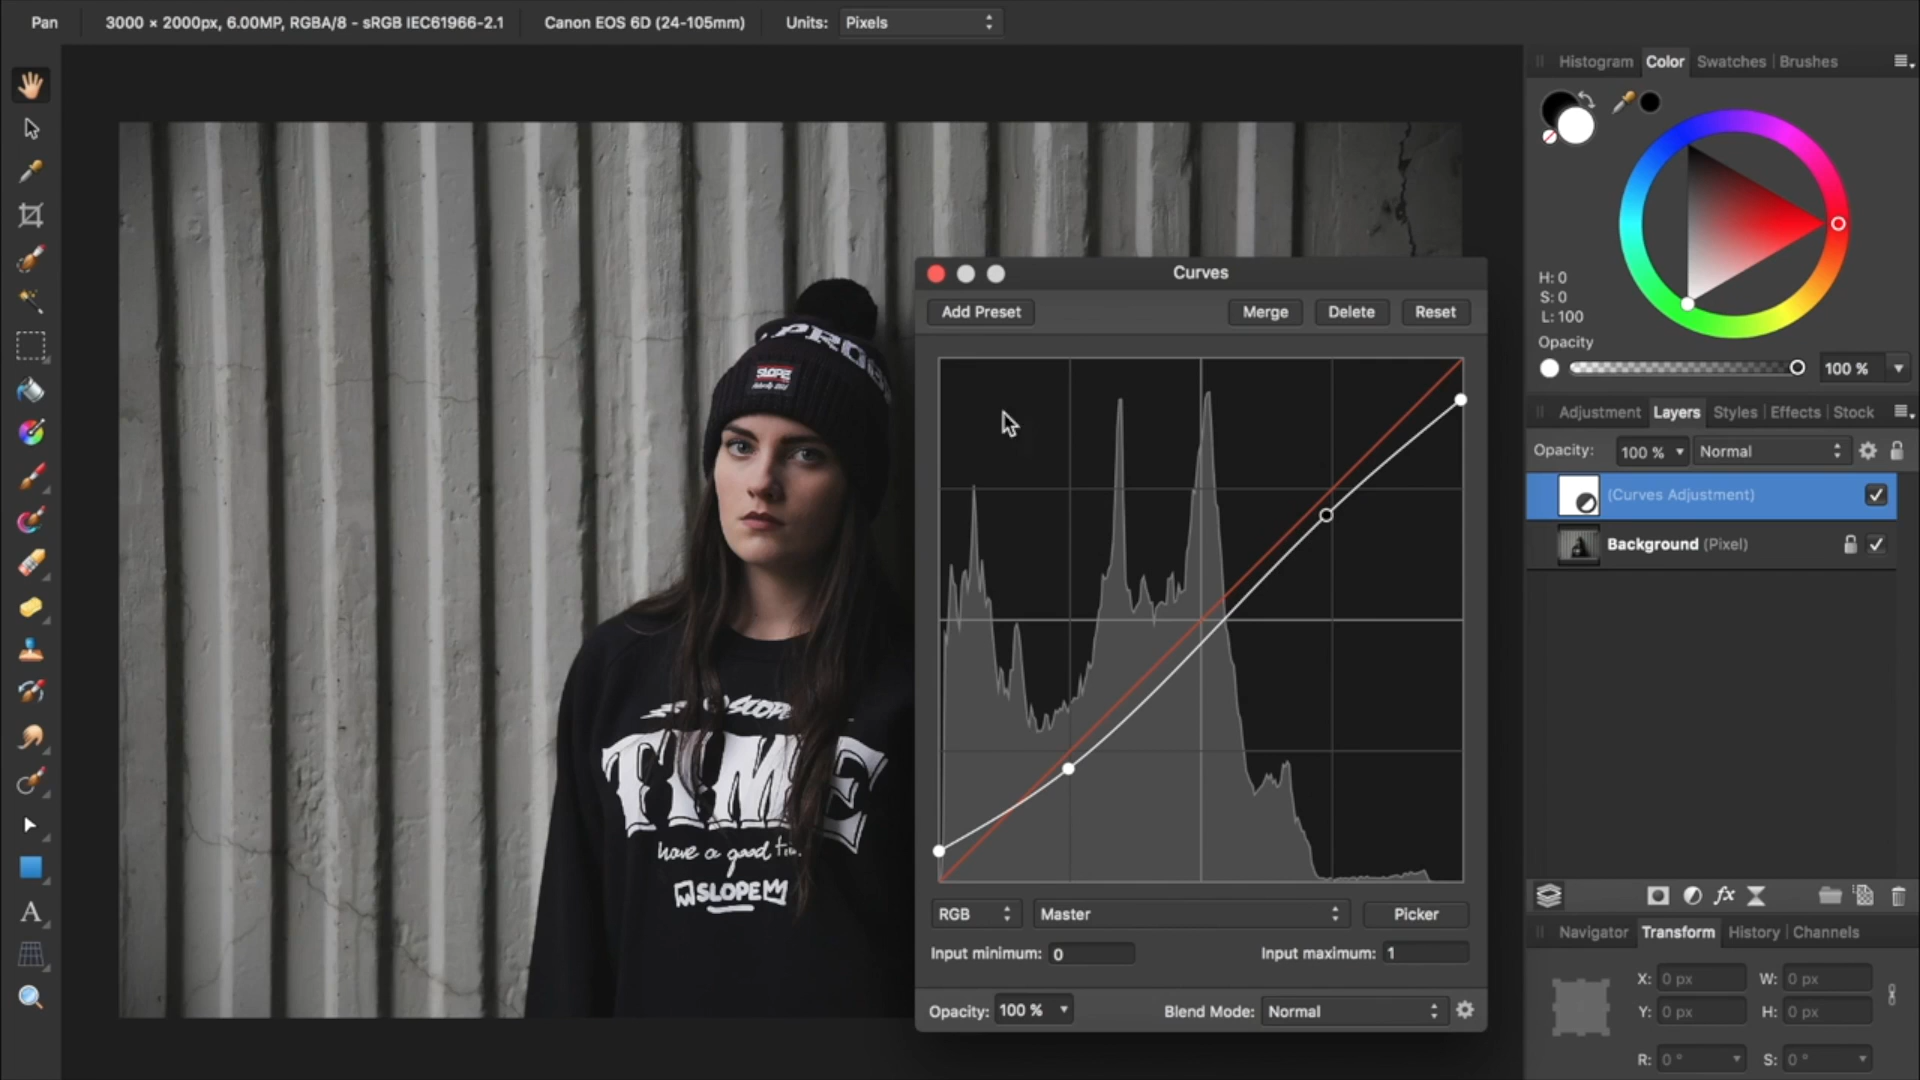 Pan
3000 × 2000px, 6.00MP, RGBA/8 - sRGB IEC61966-2.1
Canon EOS 6D (24-105mm)
Units: Pixels
Histogram
Color
Swatches
Brushes
H: 0
S: 0
L: 100
Opacity
100 %
Adjustment
Layers
Styles
Effects
Stock
Opacity: 100 % Normal
(Curves Adjustment)
Background (Pixel)
fx
Navigator
Transform
History
Channels
X: 0 px W: 0 px
Y: 0 px H: 0 px
R: 0 ° S: 0 °
A
Curves
Add Preset
Merge
Delete
Reset
RGB
Master
Picker
Input minimum: 0
Input maximum: 1
Opacity: 100 %
Blend Mode: Normal
SLOPE
TIME
have a good
SLOPE